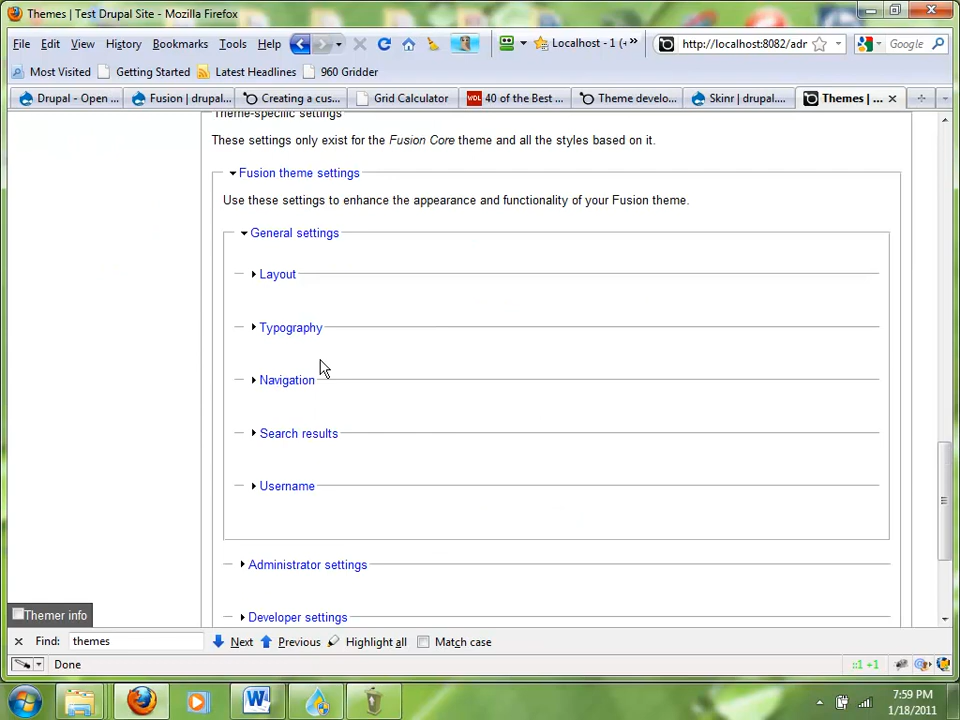 Themes | Test Drupal Site - Mozilla Firefox
File Edit View History Bookmarks Tools Help
Localhost - 1 (+ »
http://localhost:8082/adr
Google
Most Visited Getting Started Latest Headlines 960 Gridder
Drupal - Open ...
Fusion | drupal...
Creating a cus...
Grid Calculator
40 of the Best ...
Theme develo...
Skinr | drupal....
Themes | ...
Theme-specific settings
These settings only exist for the Fusion Core theme and all the styles based on it.
Fusion theme settings
Use these settings to enhance the appearance and functionality of your Fusion theme.
General settings
Layout
Typography
Navigation
Search results
Username
Administrator settings
Developer settings
Themer info
Find: themes Next Previous Highlight all Match case
Done
::1 +1
7:59 PM
1/18/2011